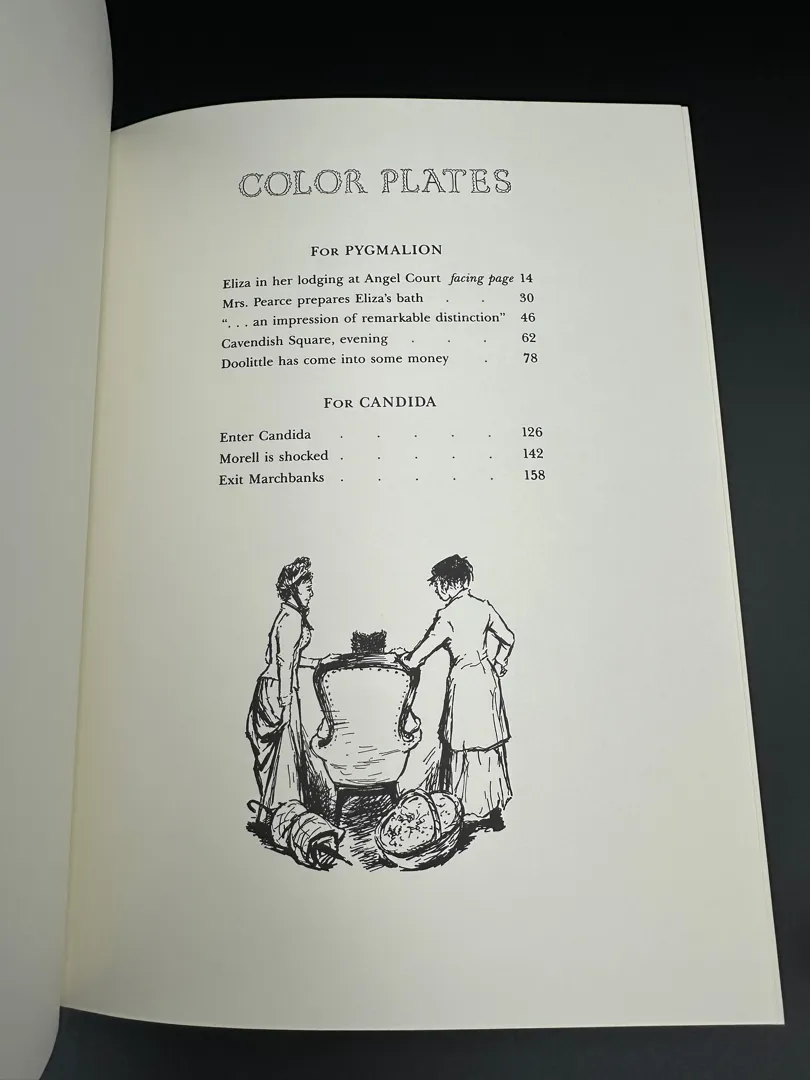 COLOR PLATES
FOR PYGMALION
Eliza in her lodging at Angel Court facing page 14
Mrs. Pearce prepares Eliza's bath . . 30
“. . . an impression of remarkable distinction” 46
Cavendish Square, evening . . . 62
Doolittle has come into some money . 78
FOR CANDIDA
Enter Candida . . . . . 126
Morell is shocked . . . . . 142
Exit Marchbanks . . . . . 158